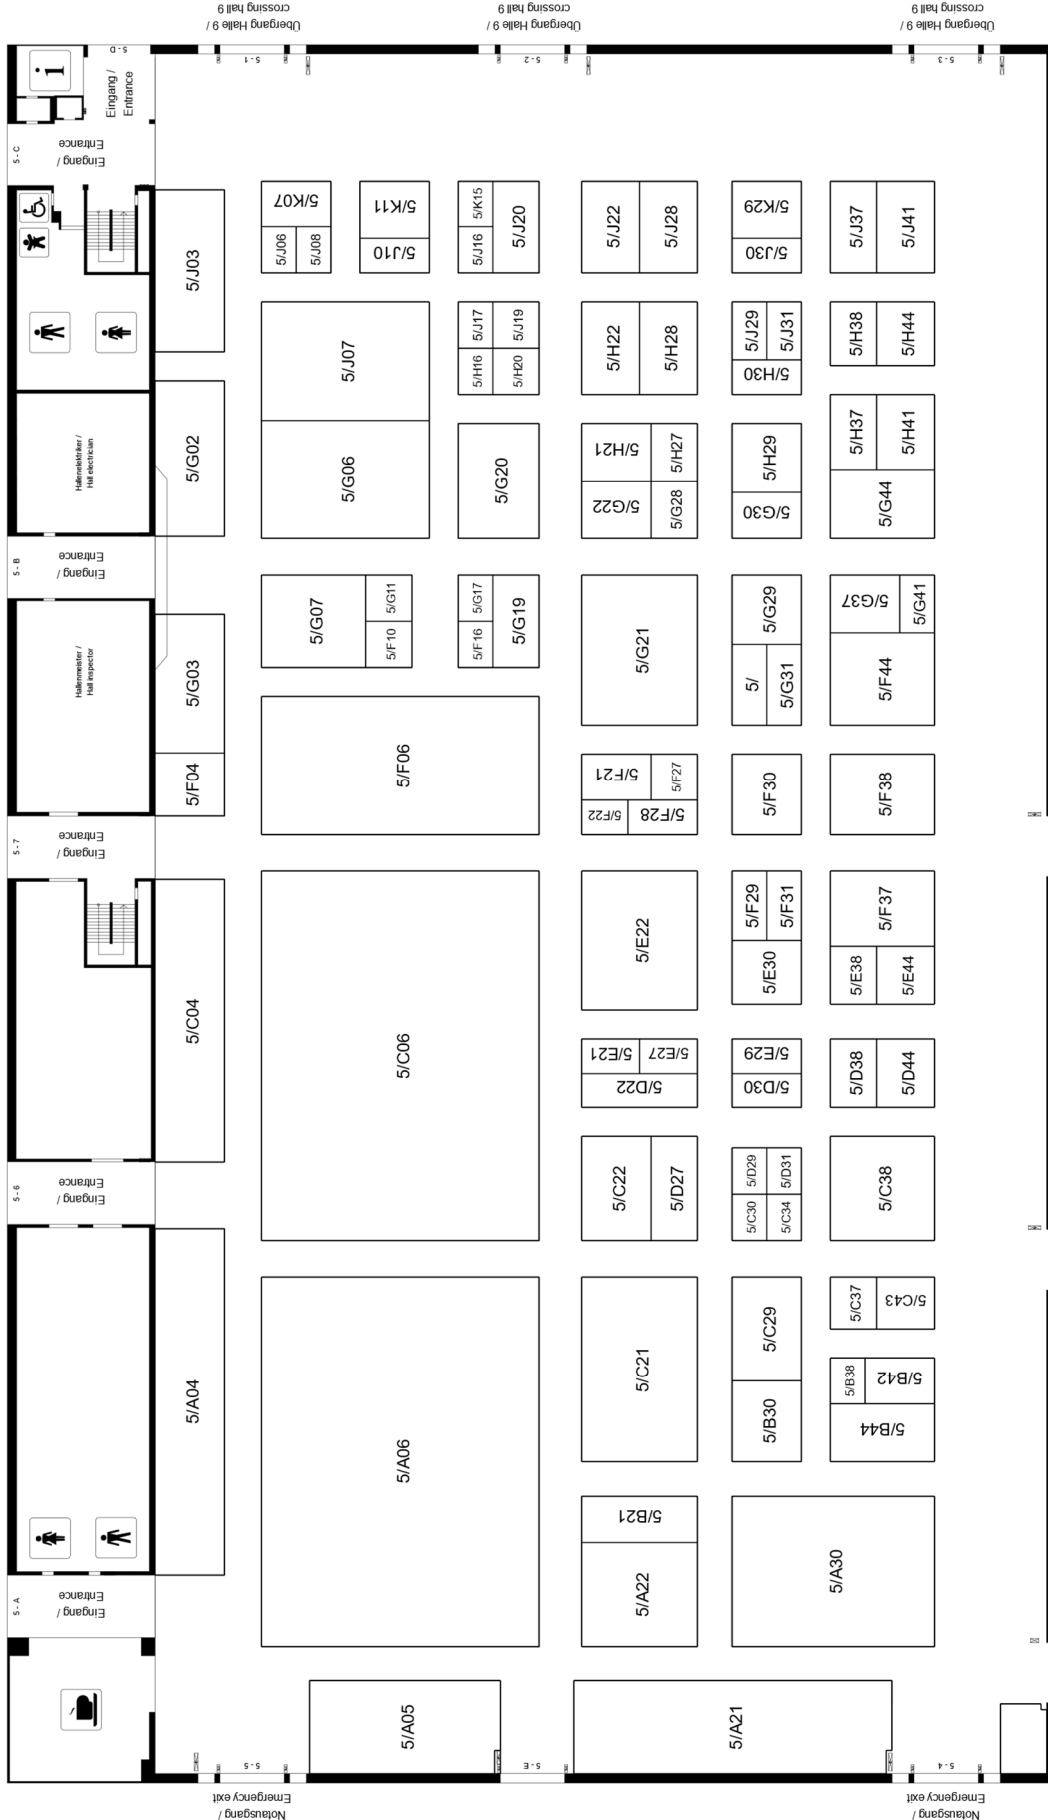 Übergang Halle 9 /
crossing hall 9
Übergang Halle 9 /
crossing hall 9
Übergang Halle 9 /
crossing hall 9
5 - D
5 - 1
5 - 2
5 - 3
i
Eingang /
Entrance
5 - C
Eingang /
Entrance
5/J03
5/K07
5/J06
5/J08
5/K11
5/J10
5/K15
5/J16
5/J20
5/J22
5/J28
5/K29
5/J30
5/J37
5/J41
5/J07
5/J17
5/J19
5/H16
5/H20
5/H22
5/H28
5/J29
5/J31
5/H30
5/H38
5/H44
Hallenelektriker /
Hall electrician
5/G02
5/G06
5/G20
5/H21
5/H27
5/G22
5/G28
5/H29
5/G30
5/H37
5/H41
5/G44
5 - B
Eingang /
Entrance
Hallenmeister /
Hall inspector
5/G03
5/G07
5/G11
5/F10
5/G17
5/F16
5/G19
5/G21
5/G29
5/
5/G31
5/G37
5/G41
5/F44
5/F04
5/F06
5/F21
5/F27
5/F22
5/F28
5/F30
5/F38
5 - 7
Eingang /
Entrance
5/C04
5/C06
5/E22
5/F29
5/F31
5/E30
5/F37
5/E38
5/E44
5/E21
5/E27
5/D22
5/E29
5/D30
5/D38
5/D44
5 - 6
Eingang /
Entrance
5/C22
5/D27
5/D29
5/D31
5/C30
5/C34
5/C38
5/A04
5/A06
5/C21
5/C29
5/B30
5/C37
5/C43
5/B38
5/B42
5/B44
5/B21
5/A22
5/A30
5 - A
Eingang /
Entrance
5/A05
5/A21
5 - 5
5 - E
5 - 4
Notausgang /
Emergency exit
Notausgang /
Emergency exit